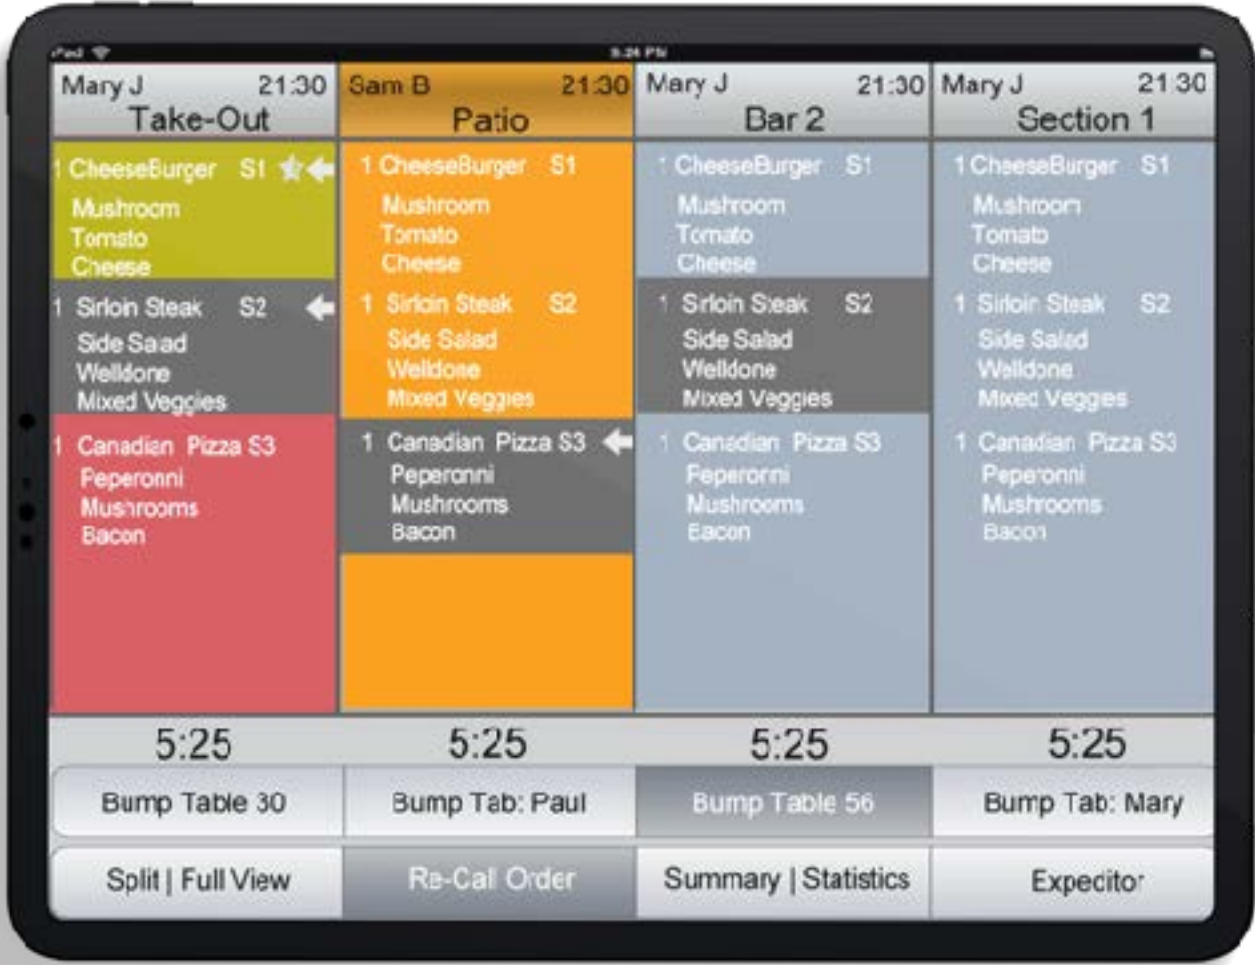 iPad
5:24 PM
Mary J 21:30
Take-Out
1 CheeseBurger S1
Mushroom
Tomato
Cheese
1 Sirloin Steak S2
Side Salad
Welldone
Mixed Veggies
1 Canadian Pizza S3
Peperonni
Mushrooms
Bacon
5:25
Bump Table 30
Sam B 21:30
Patio
1 CheeseBurger S1
Mushroom
Tomato
Cheese
1 Sirloin Steak S2
Side Salad
Welldone
Mixed Veggies
1 Canadian Pizza S3
Peperonni
Mushrooms
Bacon
5:25
Bump Tab: Paul
Mary J 21:30
Bar 2
1 CheeseBurger S1
Mushroom
Tomato
Cheese
1 Sirloin Steak S2
Side Salad
Welldone
Mixed Veggies
1 Canadian Pizza S3
Peperonni
Mushrooms
Bacon
5:25
Bump Table 56
Mary J 21:30
Section 1
1 CheeseBurger S1
Mushroom
Tomato
Cheese
1 Sirloin Steak S2
Side Salad
Welldone
Mixed Veggies
1 Canadian Pizza S3
Peperonni
Mushrooms
Bacon
5:25
Bump Tab: Mary
Split | Full View
Re-Call Order
Summary | Statistics
Expecitor